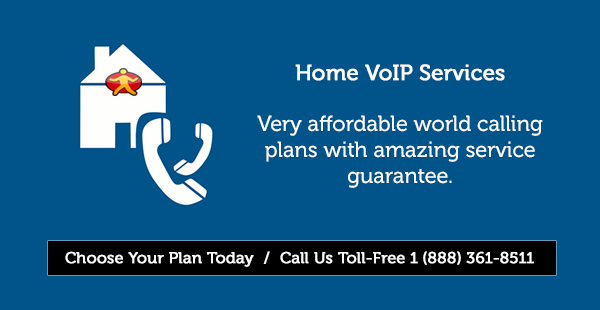 Home VoIP Services
Very affordable world calling
plans with amazing service
guarantee.
Choose Your Plan Today / Call Us Toll-Free 1 (888) 361-8511